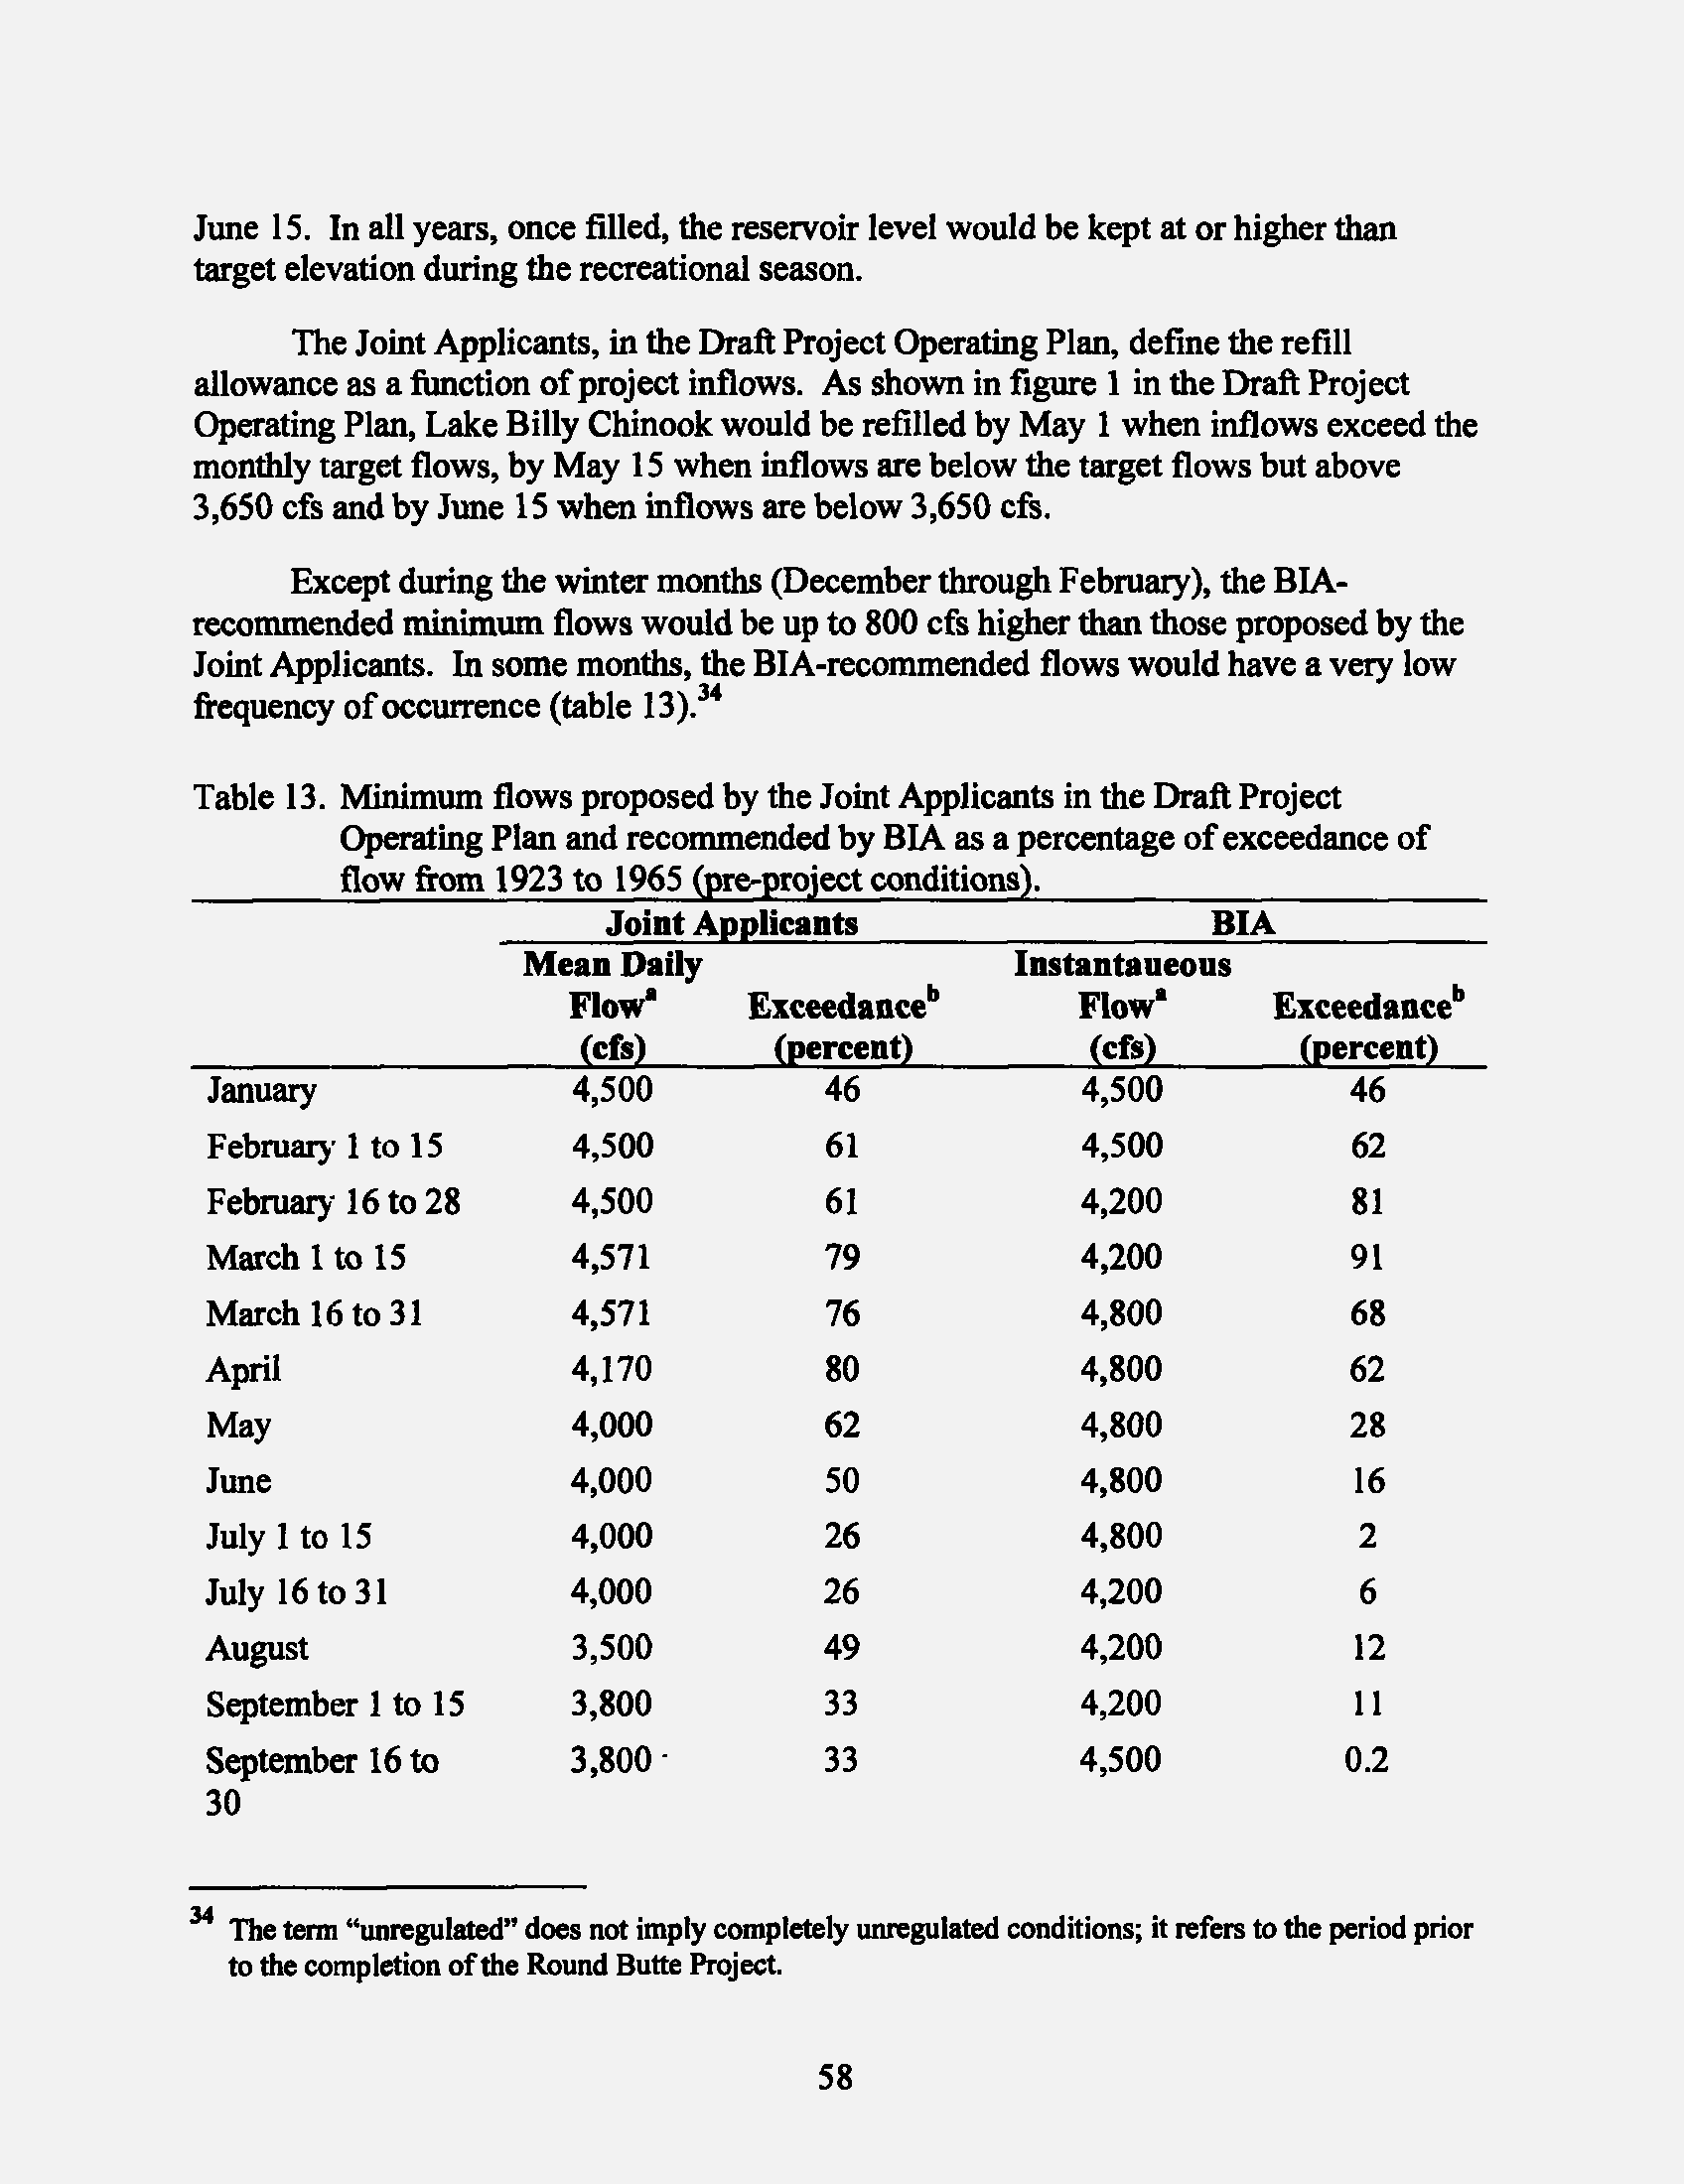 June 15. In all years, once filled, the reservoir level would be kept at or higher than
target elevation during the recreational season.
The Joint Applicants, in the Draft Project Operating Plan, define the refill
allowance as a function of project inflows. As shown in figure 1 in the Draft Project
Operating Plan, Lake Billy Chinook would be refilled by May 1 when inflows exceed the
monthly target flows, by May 15 when inflows are below the target flows but above
3,650 cfs and by June 15 when inflows are below 3,650 cfs.
Except during the winter months (December through February), the BIA-
recommended minimum flows would be up to 800 cfs higher than those proposed by the
Joint Applicants. In some months, the BIA-recommended flows would have a very low
frequency of occurrence (table 13).34
Table 13. Minimum flows proposed by the Joint Applicants in the Draft Project
Operating Plan and recommended by BIA as a percentage of exceedance of
flow from 1923 to 1965 (pre-project conditions).
Joint Applicants BIA
Mean Daily Instantaueous
Flowa Exceedanceb Flowa Exceedanceb
(cfs) (percent) (cfs) (percent)
January 4,500 46 4,500 46
February 1 to 15 4,500 61 4,500 62
February 16 to 28 4,500 61 4,200 81
March 1 to 15 4,571 79 4,200 91
March 16 to 31 4,571 76 4,800 68
April 4,170 80 4,800 62
May 4,000 62 4,800 28
June 4,000 50 4,800 16
July 1 to 15 4,000 26 4,800 2
July 16 to 31 4,000 26 4,200 6
August 3,500 49 4,200 12
September 1 to 15 3,800 33 4,200 11
September 16 to 3,800 33 4,500 0.2
30
34 The term “unregulated” does not imply completely unregulated conditions; it refers to the period prior
to the completion of the Round Butte Project.
58